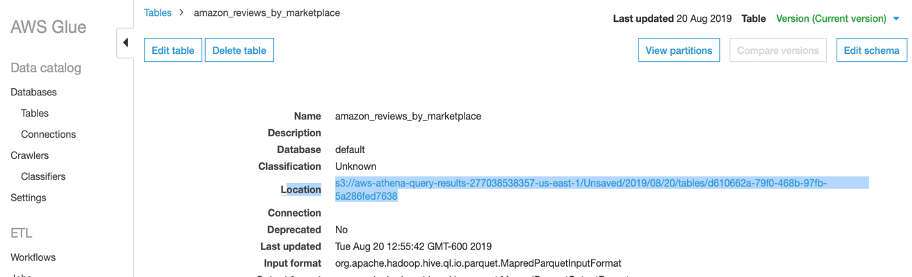 AWS Glue
Data catalog
Databases
Tables
Connections
Crawlers
Classifiers
Settings
ETL
Workflows
Tables > amazon_reviews_by_marketplace
Last updated 20 Aug 2019 Table Version (Current version)
Edit table Delete table View partitions Compare versions Edit schema
Name amazon_reviews_by_marketplace
Description
Database default
Classification Unknown
Location s3://aws-athena-query-results-277038538357-us-east-1/Unsaved/2019/08/20/tables/d610662a-79f0-468b-97fb-
5a286fed7638
Connection
Deprecated No
Last updated Tue Aug 20 12:55:42 GMT-600 2019
Input format org.apache.hadoop.hive.ql.io.parquet.MapredParquetInputFormat